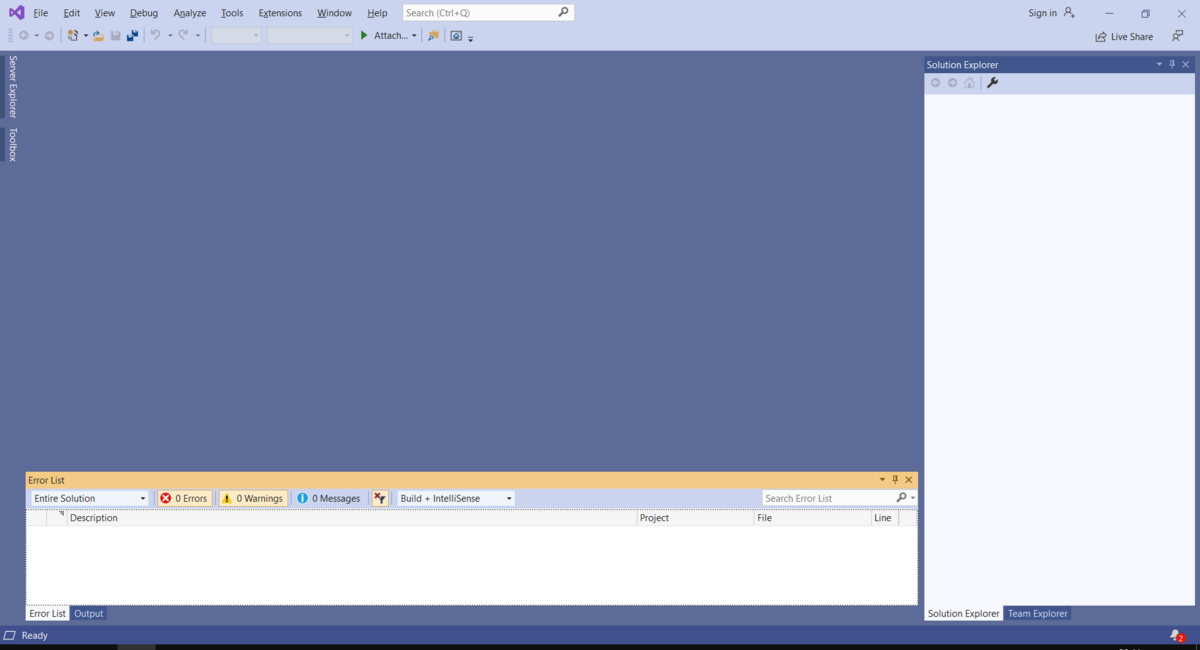 File Edit View Debug Analyze Tools Extensions Window Help Search (Ctrl+Q) Sign in
Attach... Live Share
Server Explorer
Toolbox
Solution Explorer
Error List
Entire Solution 0 Errors 0 Warnings 0 Messages Build + IntelliSense Search Error List
Description Project File Line
Error List Output
Solution Explorer Team Explorer
Ready 2